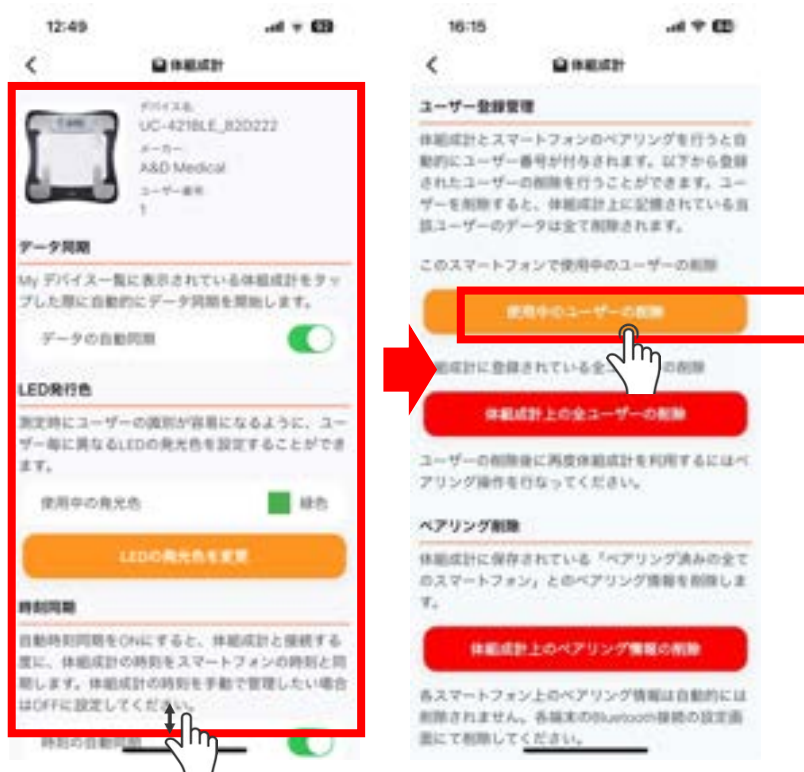 12:49
体組成計
デバイス名
UC-421BLE_82D222
メーカー
A&D Medical
ユーザー番号
1
データ同期
My デバイス一覧に表示されている体組成計をタッ
プした際に自動的にデータ同期を開始します。
データの自動同期
LED発行色
測定時にユーザーの識別が容易になるように、ユー
ザー毎に異なるLEDの発光色を設定することができ
ます。
使用中の発光色
緑色
LEDの発光色を変更
時刻同期
自動時刻同期をONにすると、体組成計と接続する
度に、体組成計の時刻をスマートフォンの時刻と同
期します。体組成計の時刻を手動で管理したい場合
はOFFに設定してください。
時刻の自動同期
16:15
体組成計
ユーザー登録管理
体組成計とスマートフォンのペアリングを行うと自
動的にユーザー番号が付与されます。以下から登録
されたユーザーの削除を行うことができます。ユー
ザーを削除すると、体組成計上に記憶されている当
該ユーザーのデータは全て削除されます。
このスマートフォンで使用中のユーザーの削除
使用中のユーザーの削除
組成計に登録されている全ユ の削除
体組成計上の全ユーザーの削除
ユーザーの削除後に再度体組成計を利用するにはペ
アリング操作を行なってください。
ペアリング削除
体組成計に保存されている「ペアリング済みの全て
のスマートフォン」とのペアリング情報を削除しま
す。
体組成計上のペアリング情報の削除
各スマートフォン上のペアリング情報は自動的には
削除されません。各端末のBluetooth接続の設定画
面にて削除してください。